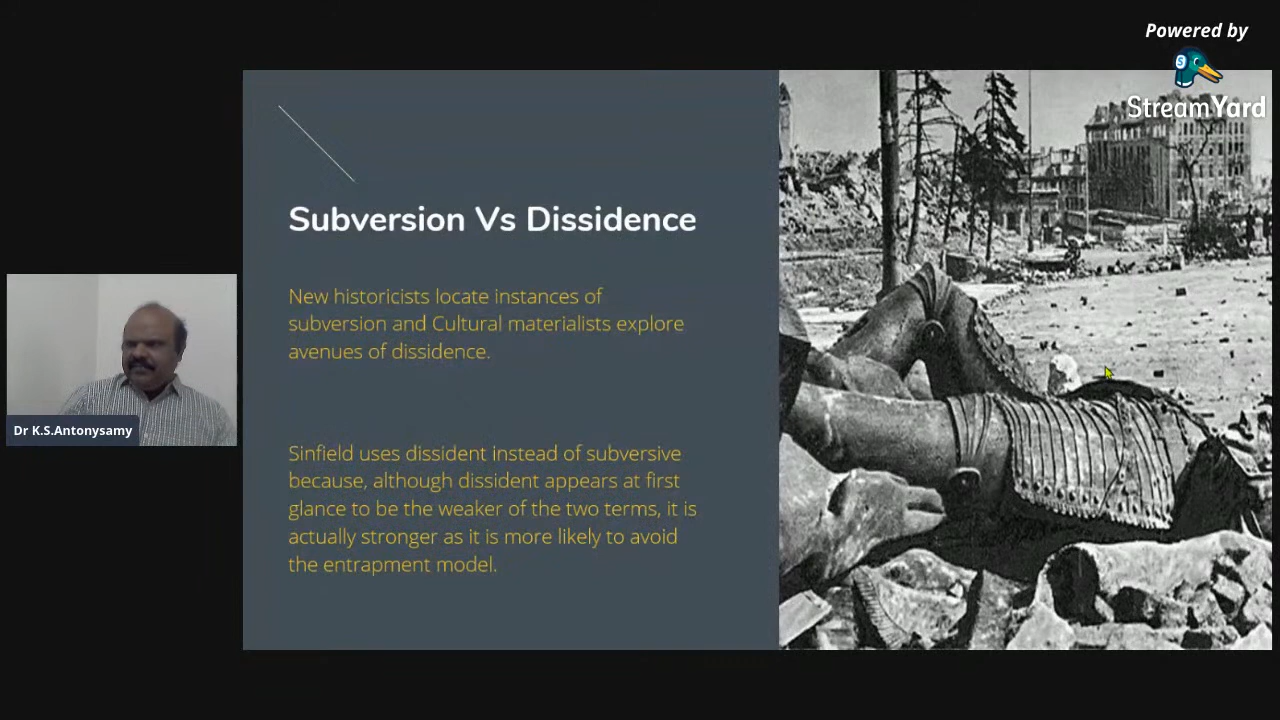 Powered by
StreamYard
Subversion Vs Dissidence
New historicists locate instances of
subversion and Cultural materialists explore
avenues of dissidence.
Sinfield uses dissident instead of subversive
because, although dissident appears at first
glance to be the weaker of the two terms, it is
actually stronger as it is more likely to avoid
the entrapment model.
Dr K.S.Antonysamy